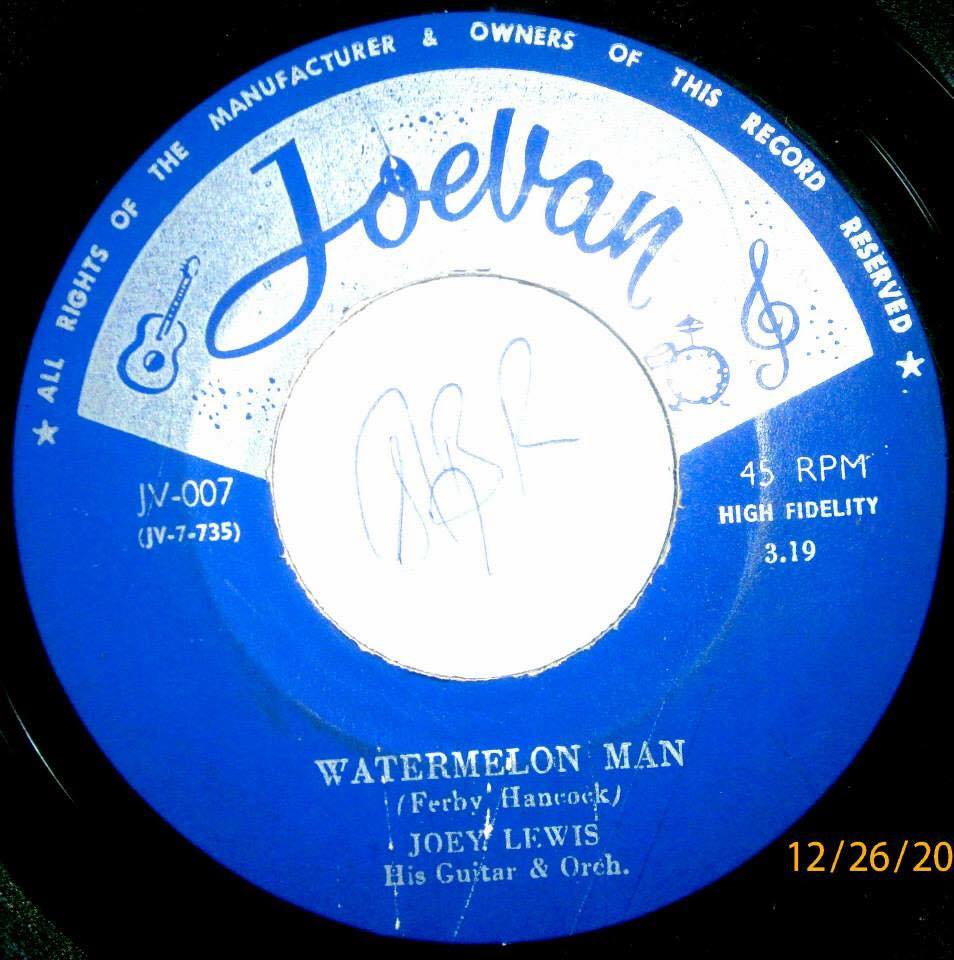 ★ ALL RIGHTS OF THE MANUFACTURER & OWNERS OF THIS RECORD RESERVED ★
Joevan
JV-007
(JV-7-735)
45 RPM
HIGH FIDELITY
3.19
WATERMELON MAN
(Ferby Hancock)
JOEY LEWIS
His Guitar & Orch.
12/26/20